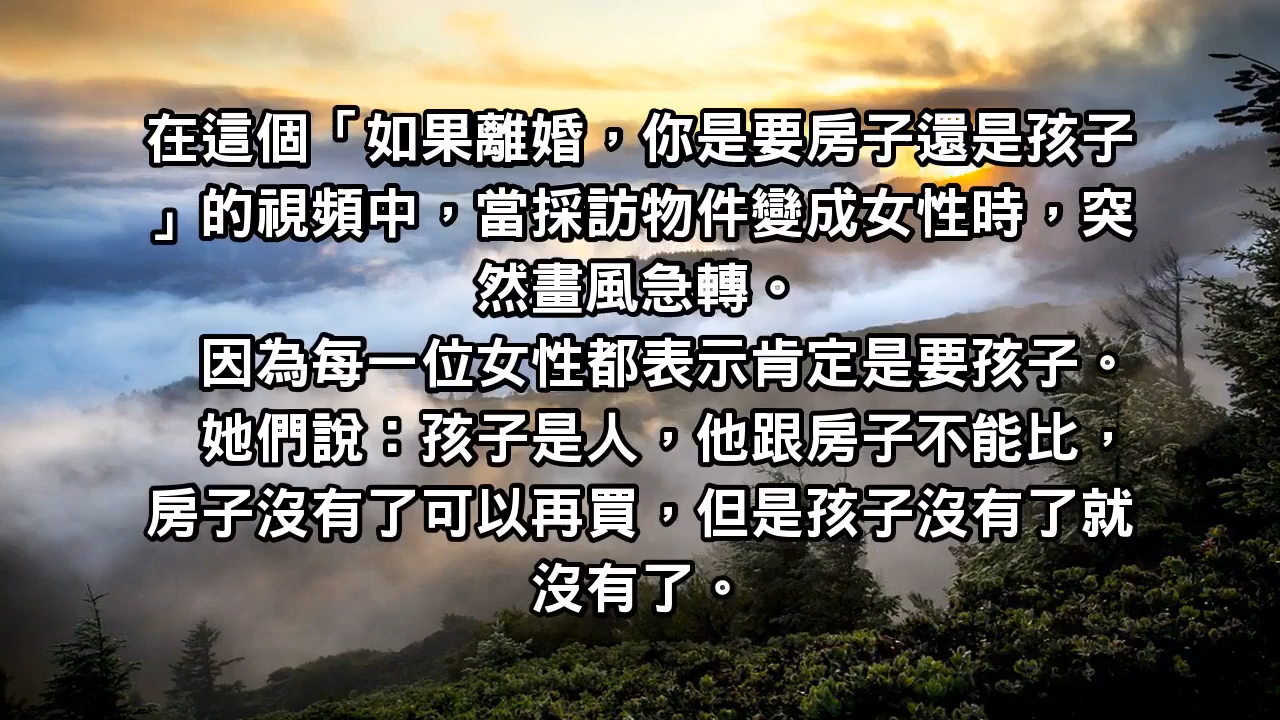 在這個「如果離婚，你是要房子還是孩子
」的視頻中，當採訪物件變成女性時，突
然畫風急轉。
因為每一位女性都表示肯定是要孩子。
她們說：孩子是人，他跟房子不能比，
房子沒有了可以再買，但是孩子沒有了就
沒有了。